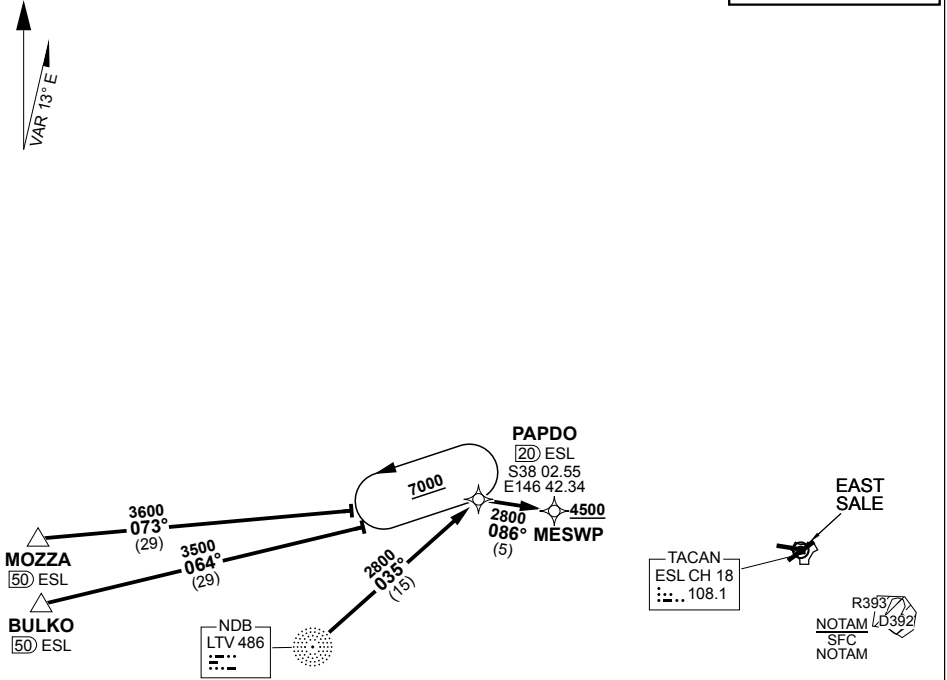 VAR 13° E
PAPDO
20 ESL
S38 02.55
E146 42.34
7000
3600
073°
(29)
MOZZA
50 ESL
3500
064°
(29)
BULKO
50 ESL
2800
035°
(15)
2800
086°
(5)
MESWP
4500
NDB
LTV 486
EAST
SALE
TACAN
ESL CH 18
108.1
R393
D392
NOTAM
SFC
NOTAM